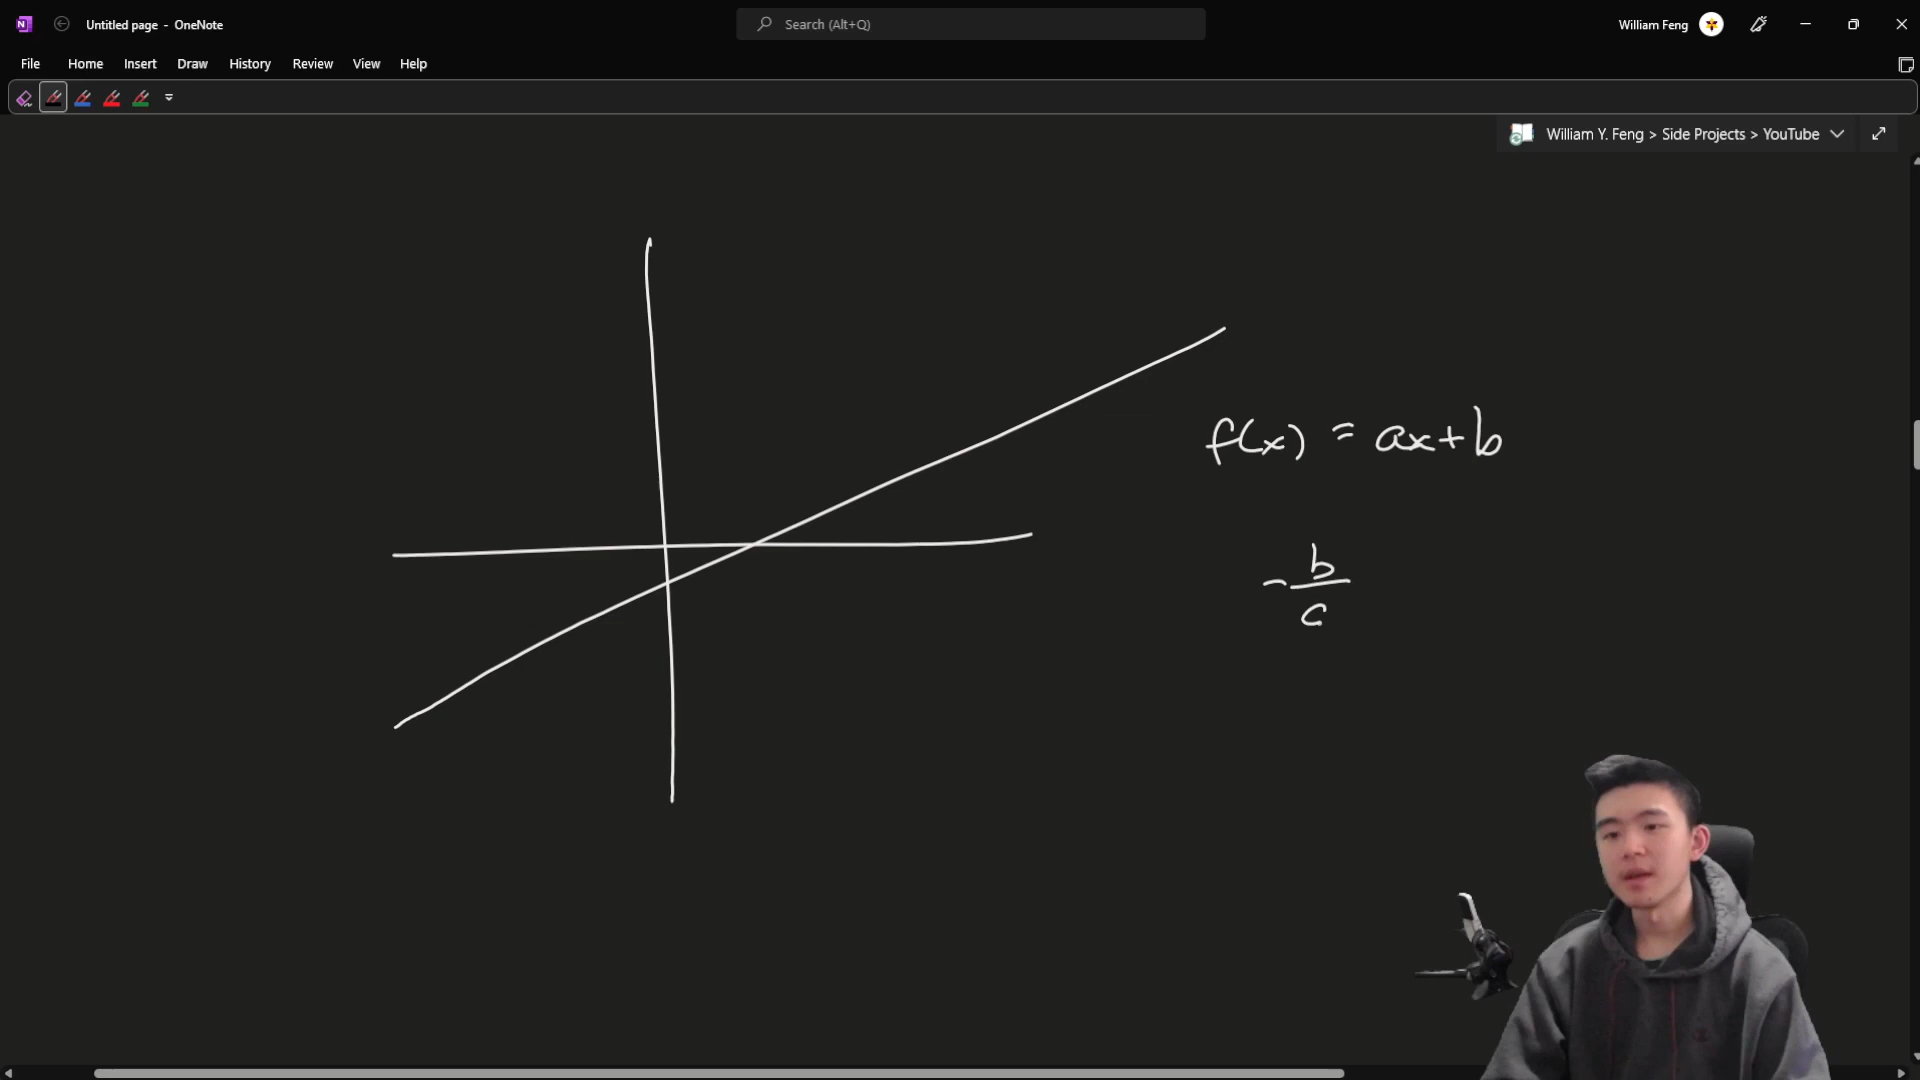 Untitled page - OneNote
Search (Alt+Q)
William Feng
File Home Insert Draw History Review View Help
William Y. Feng > Side Projects > YouTube
f(x) = ax+b
- b
c